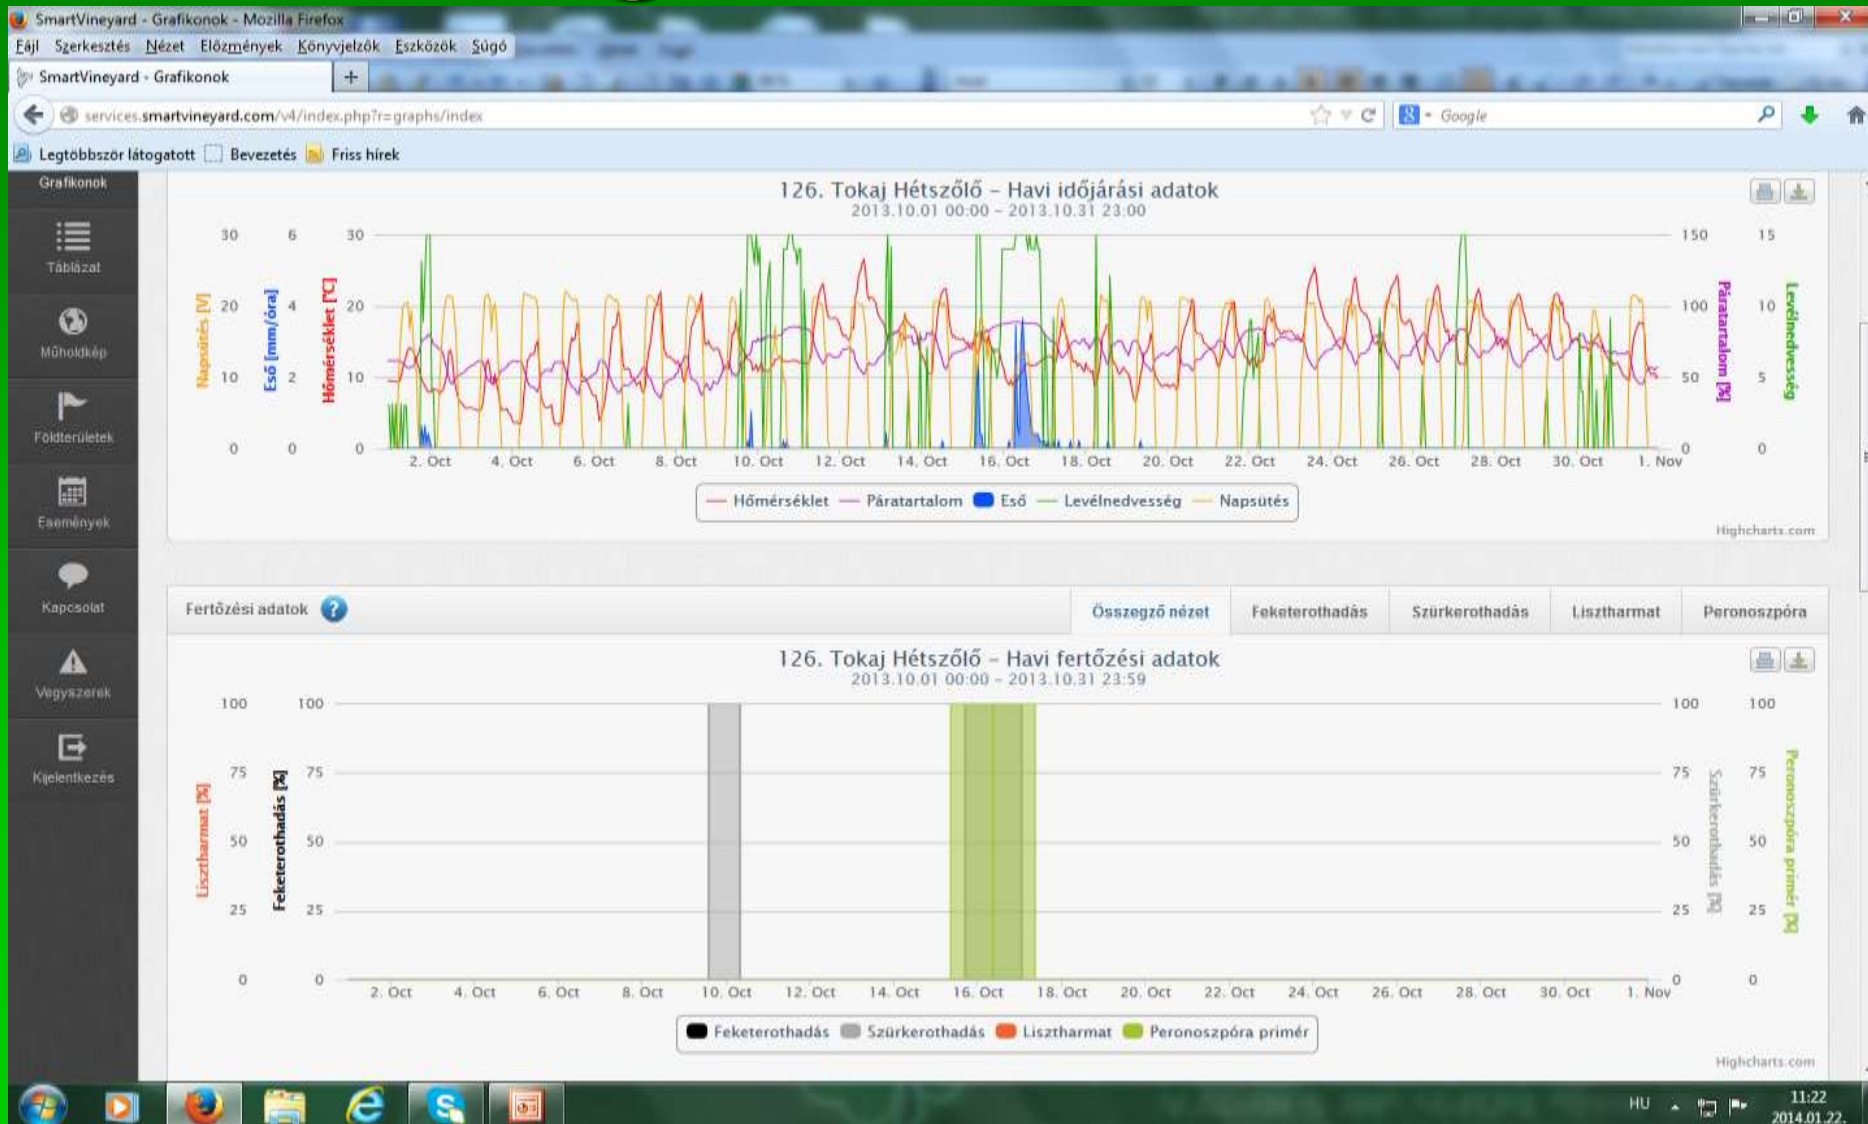 SmartVineyard - Grafikonok - Mozilla Firefox
Fájl Szerkesztés Nézet Előzmények Könyvjelzők Eszközök Súgó
SmartVineyard - Grafikonok +
services.smartvineyard.com/v4/index.php?r=graphs/index
Google
Legtöbbször látogatott Bevezetés Friss hírek
Grafikonok
Táblázat
Műholdkép
Földterületek
Események
Kapcsolat
Vegyszerek
Kijelentkezés
126. Tokaj Hétszőlő – Havi időjárási adatok
2013.10.01 00:00 – 2013.10.31 23:00
30 6 30 150 15
20 4 20 100 10
10 2 10 50 5
0 0 0 0 0
Napsütés [V]
Eső [mm/óra]
Hőmérséklet [°C]
Páratartalom [%]
Levélnedvesség
2. Oct 4. Oct 6. Oct 8. Oct 10. Oct 12. Oct 14. Oct 16. Oct 18. Oct 20. Oct 22. Oct 24. Oct 26. Oct 28. Oct 30. Oct 1. Nov
Hőmérséklet Páratartalom Eső Levélnedvesség Napsütés
Highcharts.com
Fertőzési adatok ? Összegző nézet Feketerothadás Szürkerothadás Lisztharmat Peronoszpóra
126. Tokaj Hétszőlő – Havi fertőzési adatok
2013.10.01 00:00 – 2013.10.31 23:59
100 100 100 100
75 75 75 75
50 50 50 50
25 25 25 25
0 0 0 0
Lisztharmat [%]
Feketerothadás [%]
Szürkerothadás [%]
Peronoszpóra primér [%]
2. Oct 4. Oct 6. Oct 8. Oct 10. Oct 12. Oct 14. Oct 16. Oct 18. Oct 20. Oct 22. Oct 24. Oct 26. Oct 28. Oct 30. Oct 1. Nov
Feketerothadás Szürkerothadás Lisztharmat Peronoszpóra primér
Highcharts.com
HU 11:22
2014.01.22.